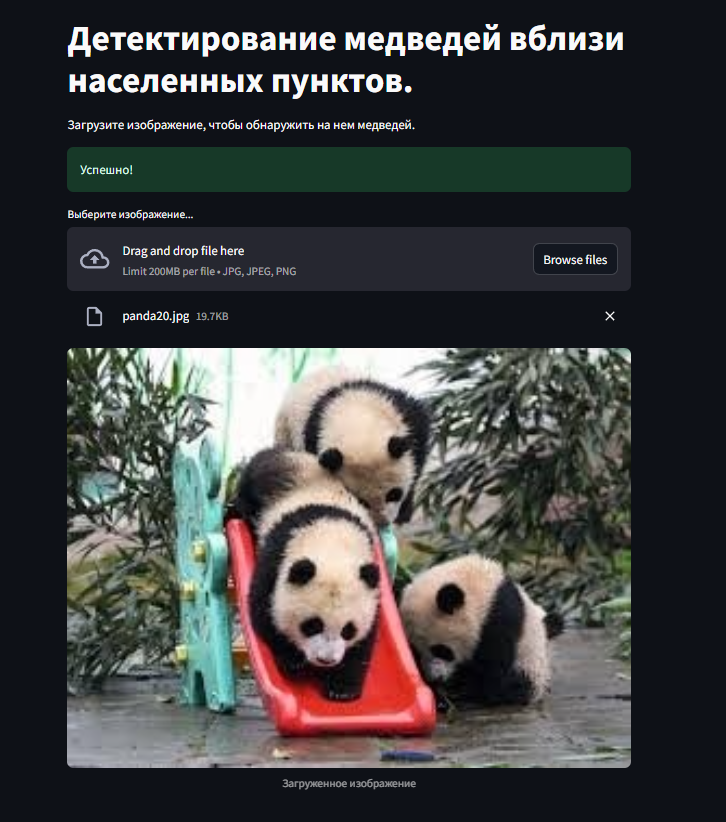 Детектирование медведей вблизи
населенных пунктов.
Загрузите изображение, чтобы обнаружить на нем медведей.
Успешно!
Выберите изображение...
Drag and drop file here
Limit 200MB per file • JPG, JPEG, PNG
Browse files
panda20.jpg 19.7KB
Загруженное изображение